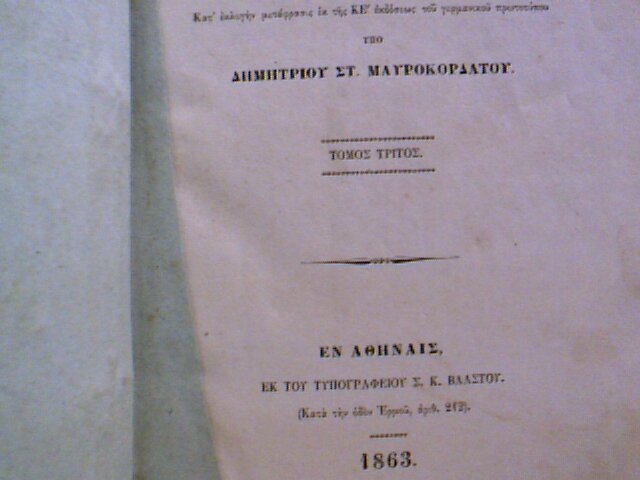 Κατ' ἐκλογὴν μετάφρασις ἐκ τῆς ΚΕ' ἐκδόσεως τοῦ γερμανικοῦ πρωτοτύπου
ΥΠΟ
ΔΗΜΗΤΡΙΟΥ ΣΤ. ΜΑΥΡΟΚΟΡΔΑΤΟΥ.
ΤΟΜΟΣ ΤΡΙΤΟΣ.
ΕΝ ΑΘΗΝΑΙΣ,
ΕΚ ΤΟΥ ΤΥΠΟΓΡΑΦΕΙΟΥ Σ. Κ. ΒΛΑΣΤΟΥ.
(Κατὰ τὴν ὁδὸν Ἑρμοῦ, ἀριθ. 212).
1863.